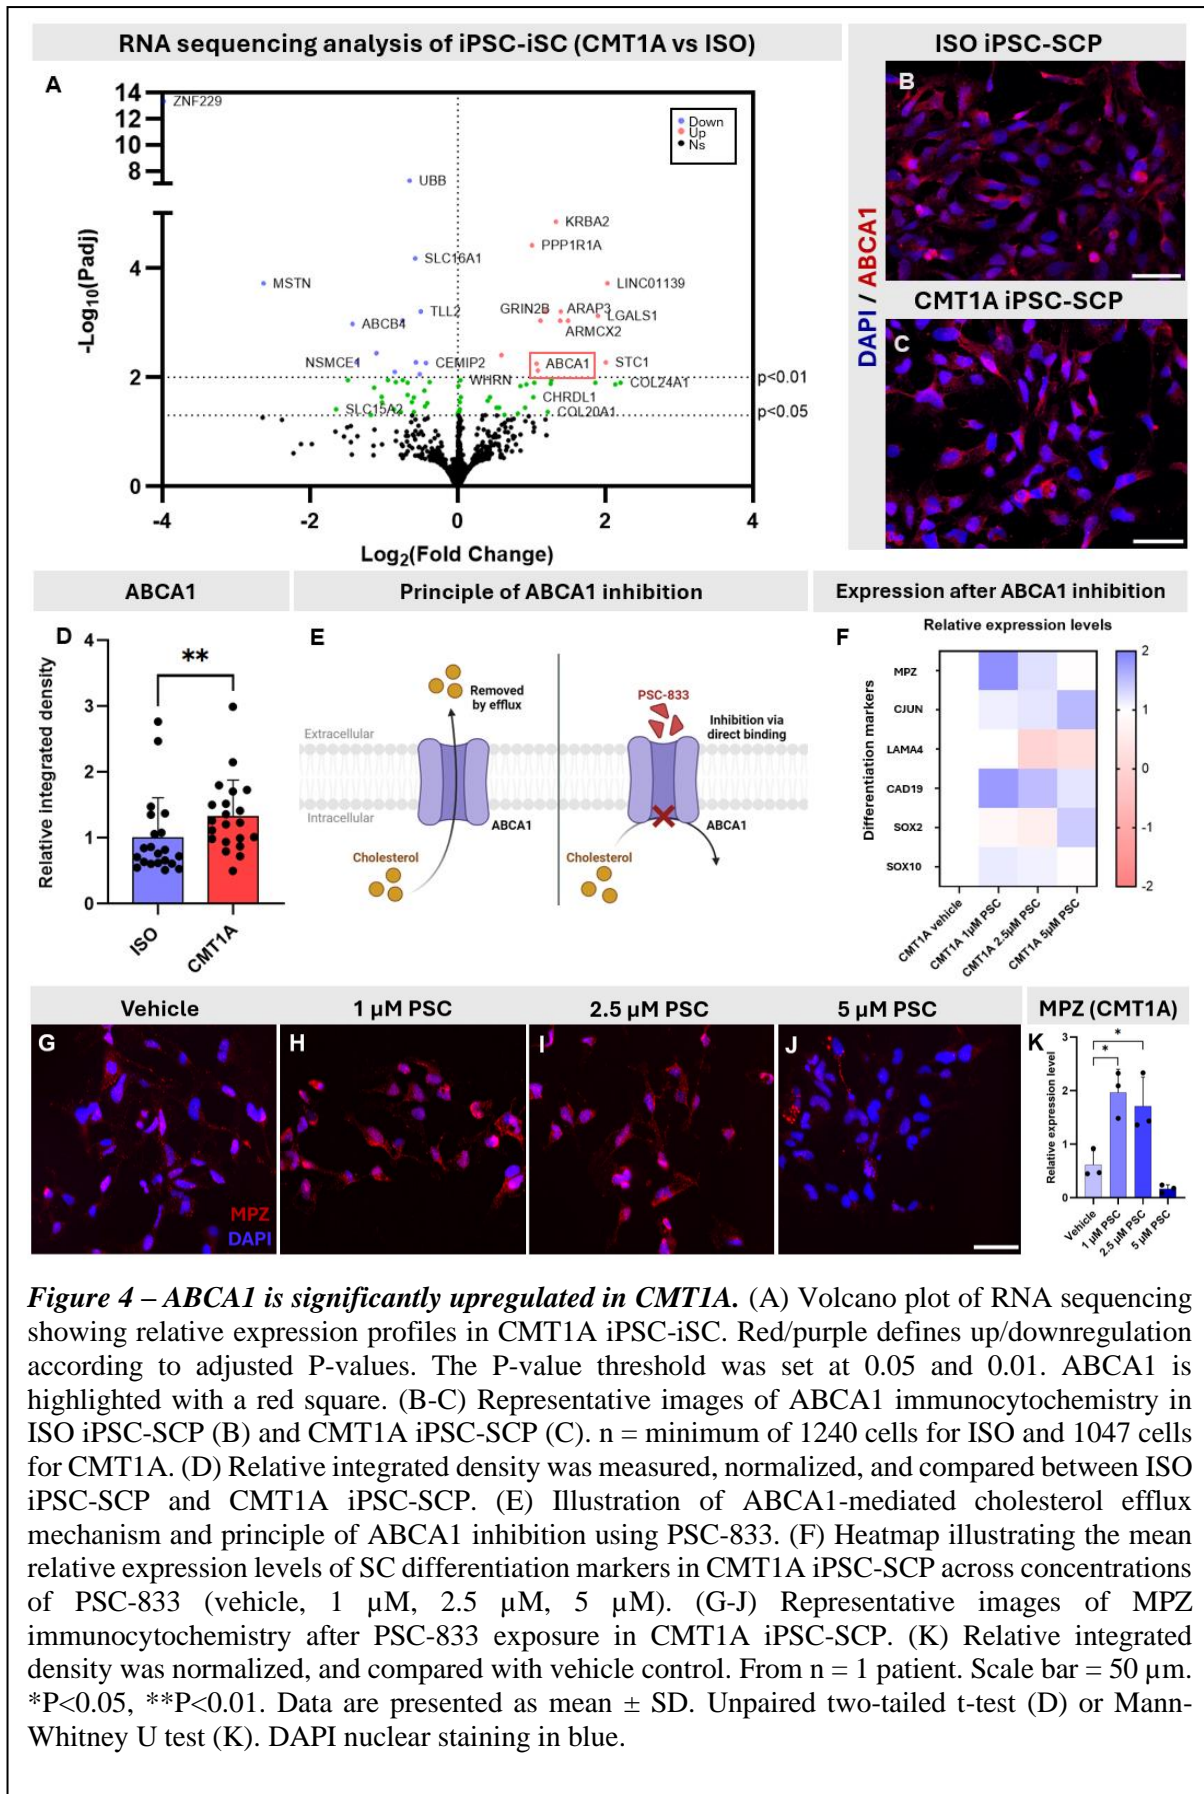 RNA sequencing analysis of iPSC-iSC (CMT1A vs ISO)
A
14
12
10
8
4
2
0
-4
-2
0
2
4
-Log10(Padj)
Log2(Fold Change)
Down
Up
Ns
ZNF229
UBB
KRBA2
PPP1R1A
SLC16A1
MSTN
LINC01139
TLL2
GRIN2B
ARAP3
LGALS1
ABCB4
ARMCX2
NSMCE1
CEMIP2
ABCA1
STC1
WHRN
COL24A1
p<0.01
CHRDL1
SLC15A2
COL20A1
p<0.05
ISO iPSC-SCP
B
DAPI / ABCA1
CMT1A iPSC-SCP
C
ABCA1
D
4
3
2
1
0
Relative integrated density
**
ISO
CMT1A
Principle of ABCA1 inhibition
E
Removed
by efflux
PSC-833
Inhibition via
direct binding
Extracellular
Intracellular
ABCA1
ABCA1
Cholesterol
Cholesterol
Expression after ABCA1 inhibition
F
Relative expression levels
Differentiation markers
MPZ
CJUN
LAMA4
CAD19
SOX2
SOX10
2
1
0
-1
-2
CMT1A vehicle
CMT1A 1µM PSC
CMT1A 2.5µM PSC
CMT1A 5µM PSC
Vehicle
G
MPZ
DAPI
1 µM PSC
H
2.5 µM PSC
I
5 µM PSC
J
MPZ (CMT1A)
K
3
2
1
0
Relative expression level
*
*
Vehicle
1 µM PSC
2.5 µM PSC
5 µM PSC
Figure 4 – ABCA1 is significantly upregulated in CMT1A. (A) Volcano plot of RNA sequencing
showing relative expression profiles in CMT1A iPSC-iSC. Red/purple defines up/downregulation
according to adjusted P-values. The P-value threshold was set at 0.05 and 0.01. ABCA1 is
highlighted with a red square. (B-C) Representative images of ABCA1 immunocytochemistry in
ISO iPSC-SCP (B) and CMT1A iPSC-SCP (C). n = minimum of 1240 cells for ISO and 1047 cells
for CMT1A. (D) Relative integrated density was measured, normalized, and compared between ISO
iPSC-SCP and CMT1A iPSC-SCP. (E) Illustration of ABCA1-mediated cholesterol efflux
mechanism and principle of ABCA1 inhibition using PSC-833. (F) Heatmap illustrating the mean
relative expression levels of SC differentiation markers in CMT1A iPSC-SCP across concentrations
of PSC-833 (vehicle, 1 µM, 2.5 µM, 5 µM). (G-J) Representative images of MPZ
immunocytochemistry after PSC-833 exposure in CMT1A iPSC-SCP. (K) Relative integrated
density was normalized, and compared with vehicle control. From n = 1 patient. Scale bar = 50 µm.
*P<0.05, **P<0.01. Data are presented as mean ± SD. Unpaired two-tailed t-test (D) or Mann-
Whitney U test (K). DAPI nuclear staining in blue.